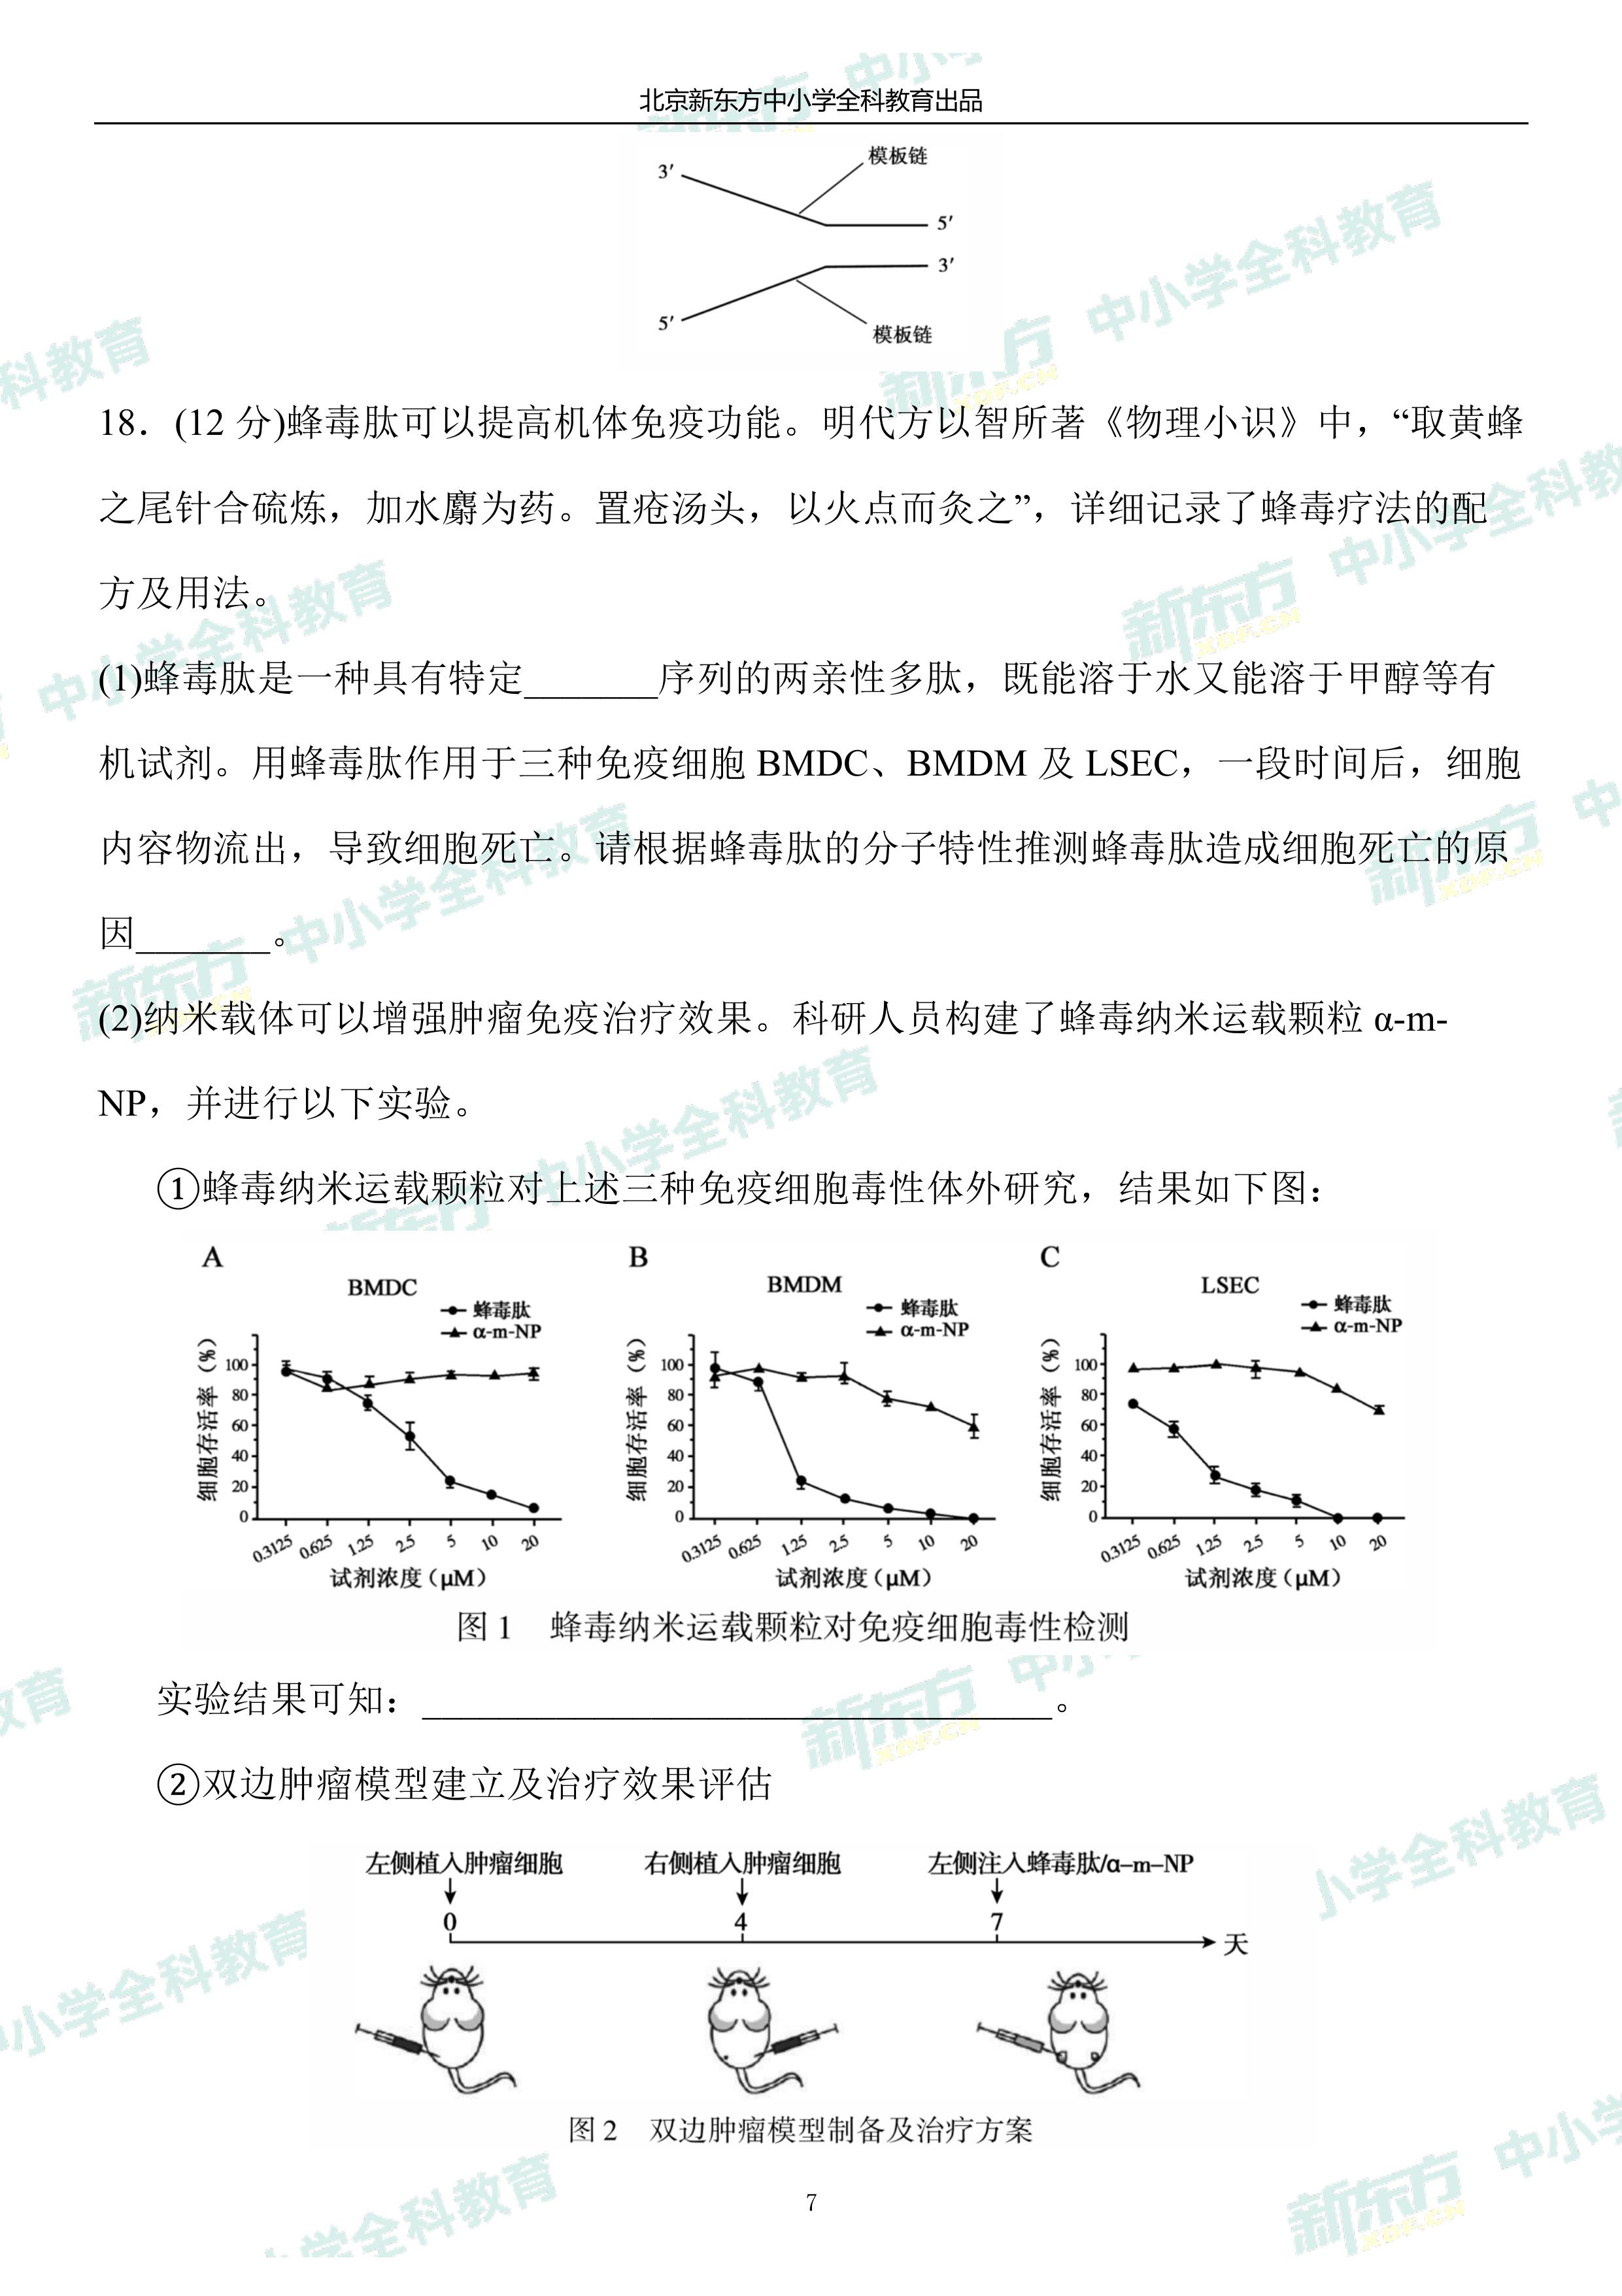 北京新东方中小学全科教育出品
3′
模板链
5′
3′
5′
模板链
18．(12 分)蜂毒肽可以提高机体免疫功能。明代方以智所著《物理小识》中，“取黄蜂
之尾针合硫炼，加水麝为药。置疮汤头，以火点而灸之”，详细记录了蜂毒疗法的配
方及用法。
(1)蜂毒肽是一种具有特定_______序列的两亲性多肽，既能溶于水又能溶于甲醇等有
机试剂。用蜂毒肽作用于三种免疫细胞 BMDC、BMDM 及 LSEC，一段时间后，细胞
内容物流出，导致细胞死亡。请根据蜂毒肽的分子特性推测蜂毒肽造成细胞死亡的原
因_______。
(2)纳米载体可以增强肿瘤免疫治疗效果。科研人员构建了蜂毒纳米运载颗粒 α-m-
NP，并进行以下实验。
①蜂毒纳米运载颗粒对上述三种免疫细胞毒性体外研究，结果如下图：
A
BMDC
蜂毒肽
α-m-NP
细胞存活率（%）
100
80
60
40
20
0
0.3125 0.625 1.25 2.5 5 10 20
试剂浓度（μM）
B
BMDM
蜂毒肽
α-m-NP
细胞存活率（%）
100
80
60
40
20
0
0.3125 0.625 1.25 2.5 5 10 20
试剂浓度（μM）
C
LSEC
蜂毒肽
α-m-NP
细胞存活率（%）
100
80
60
40
20
0
0.3125 0.625 1.25 2.5 5 10 20
试剂浓度（μM）
图 1 蜂毒纳米运载颗粒对免疫细胞毒性检测
实验结果可知：_________________________________。
②双边肿瘤模型建立及治疗效果评估
左侧植入肿瘤细胞 右侧植入肿瘤细胞 左侧注入蜂毒肽/α–m–NP
0 4 7
天
图 2 双边肿瘤模型制备及治疗方案
7
新东方 XDF.CN 中小学全科教育